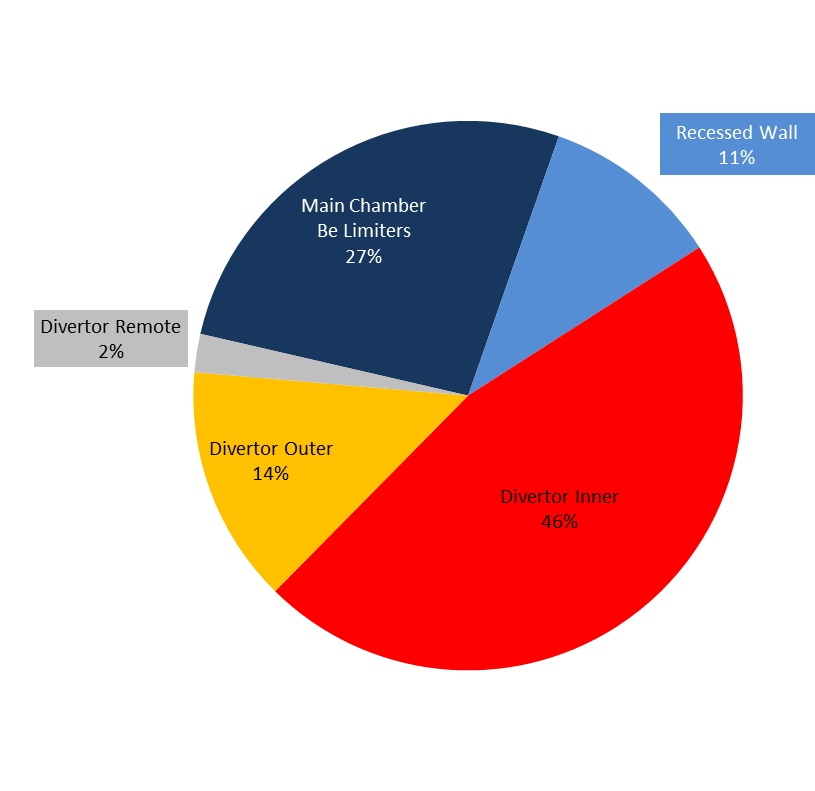 Recessed Wall
11%
Main Chamber
Be Limiters
27%
Divertor Remote
2%
Divertor Outer
14%
Divertor Inner
46%